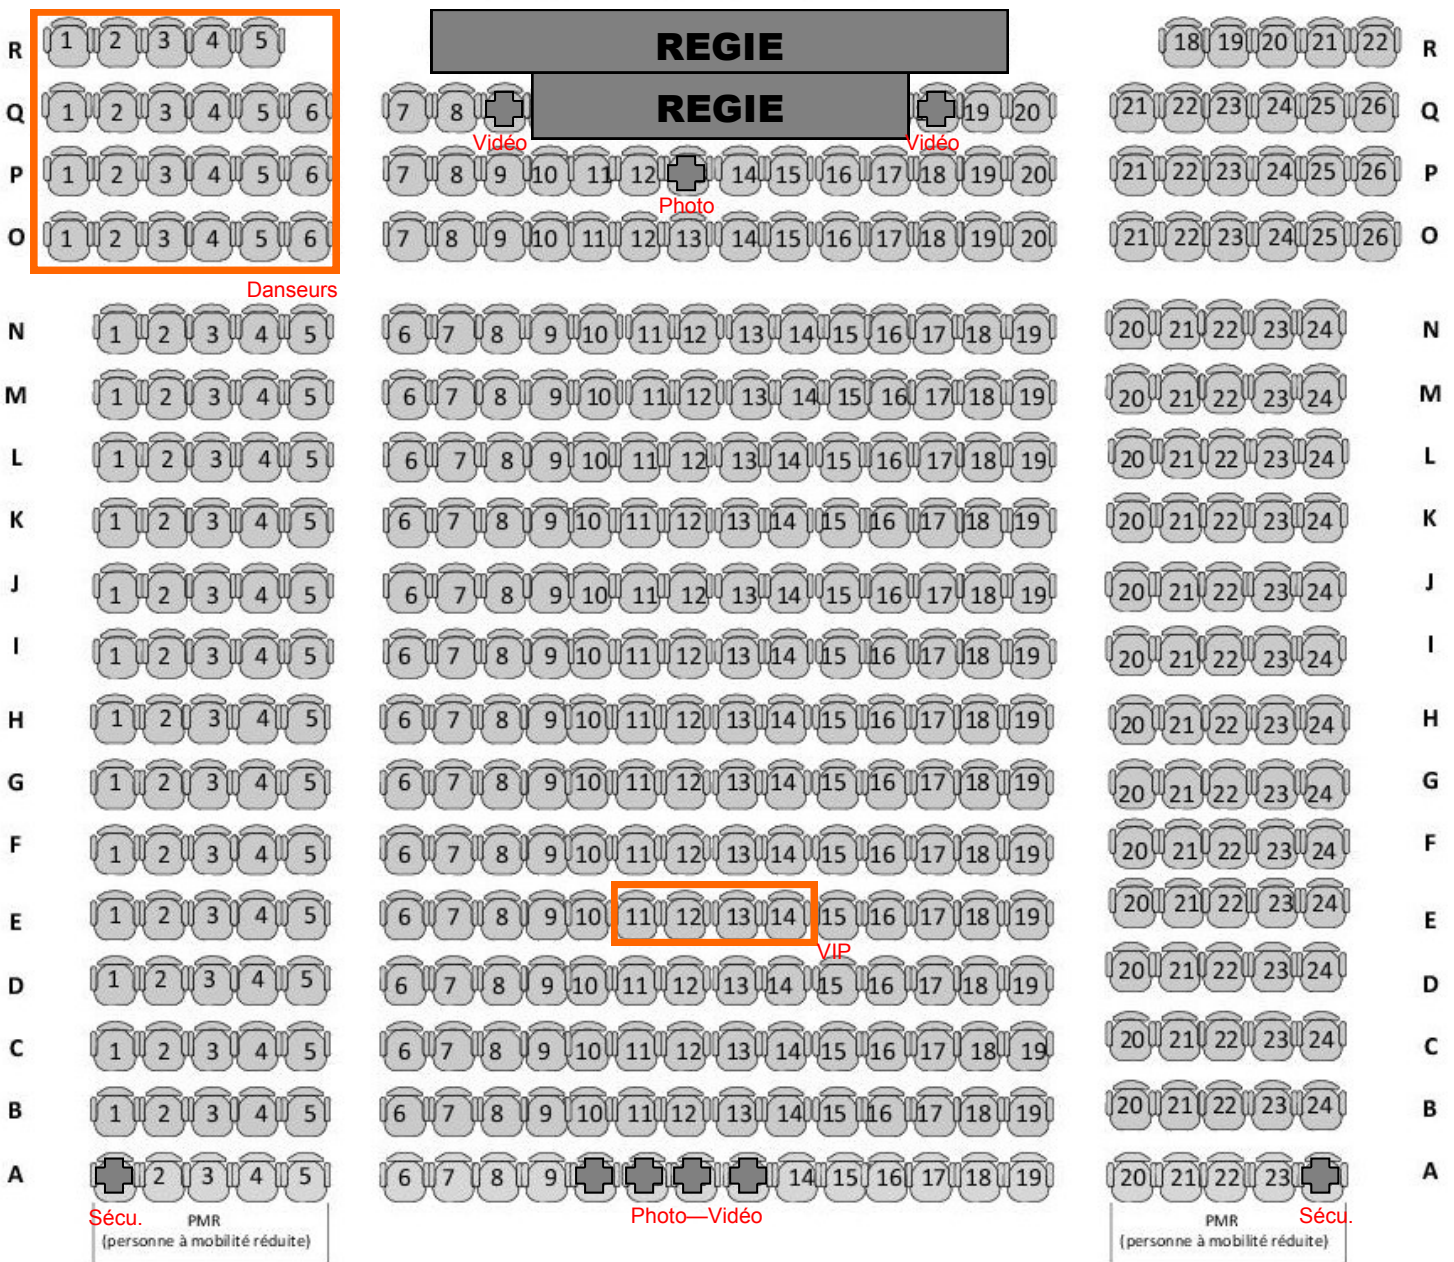 R 1 2 3 4 5 REGIE 18 19 20 21 22 R
Q 1 2 3 4 5 6 7 8 REGIE 19 20 21 22 23 24 25 26 Q
Vidéo Vidéo
P 1 2 3 4 5 6 7 8 9 10 11 12 14 15 16 17 18 19 20 21 22 23 24 25 26 P
Photo
O 1 2 3 4 5 6 7 8 9 10 11 12 13 14 15 16 17 18 19 20 21 22 23 24 25 26 O
Danseurs
N 1 2 3 4 5 6 7 8 9 10 11 12 13 14 15 16 17 18 19 20 21 22 23 24 N
M 1 2 3 4 5 6 7 8 9 10 11 12 13 14 15 16 17 18 19 20 21 22 23 24 M
L 1 2 3 4 5 6 7 8 9 10 11 12 13 14 15 16 17 18 19 20 21 22 23 24 L
K 1 2 3 4 5 6 7 8 9 10 11 12 13 14 15 16 17 18 19 20 21 22 23 24 K
J 1 2 3 4 5 6 7 8 9 10 11 12 13 14 15 16 17 18 19 20 21 22 23 24 J
I 1 2 3 4 5 6 7 8 9 10 11 12 13 14 15 16 17 18 19 20 21 22 23 24 I
H 1 2 3 4 5 6 7 8 9 10 11 12 13 14 15 16 17 18 19 20 21 22 23 24 H
G 1 2 3 4 5 6 7 8 9 10 11 12 13 14 15 16 17 18 19 20 21 22 23 24 G
F 1 2 3 4 5 6 7 8 9 10 11 12 13 14 15 16 17 18 19 20 21 22 23 24 F
E 1 2 3 4 5 6 7 8 9 10 11 12 13 14 15 16 17 18 19 20 21 22 23 24 E
VIP
D 1 2 3 4 5 6 7 8 9 10 11 12 13 14 15 16 17 18 19 20 21 22 23 24 D
C 1 2 3 4 5 6 7 8 9 10 11 12 13 14 15 16 17 18 19 20 21 22 23 24 C
B 1 2 3 4 5 6 7 8 9 10 11 12 13 14 15 16 17 18 19 20 21 22 23 24 B
A 2 3 4 5 6 7 8 9 14 15 16 17 18 19 20 21 22 23 A
Sécu. Photo—Vidéo Sécu.
PMR PMR
(personne à mobilité réduite) (personne à mobilité réduite)